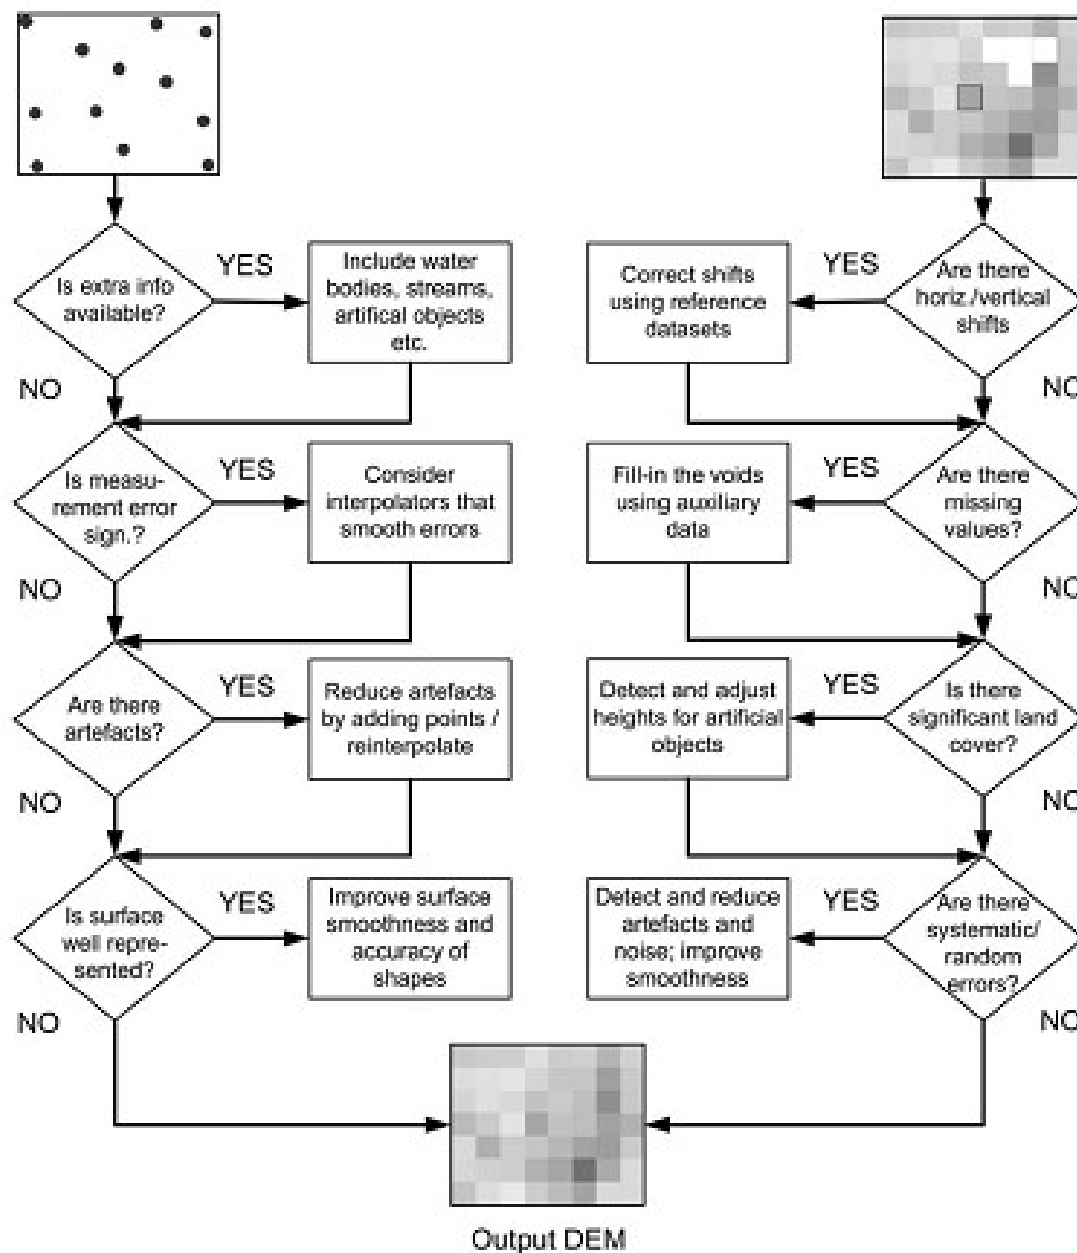 Is extra info
available?
YES
Include water
bodies, streams,
artifical objects
etc.
NO
Is measu-
rement error
sign.?
YES
Consider
interpolators that
smooth errors
NO
Are there
artefacts?
YES
Reduce artefacts
by adding points /
reinterpolate
NO
Is surface
well repre-
sented?
YES
Improve surface
smoothness and
accuracy of
shapes
NO
Are there
horiz./vertical
shifts
YES
Correct shifts
using reference
datasets
NO
Are there
missing
values?
YES
Fill-in the voids
using auxiliary
data
NO
Is there
significant land
cover?
YES
Detect and adjust
heights for artificial
objects
NO
Are there
systematic/
random
errors?
YES
Detect and reduce
artefacts and
noise; improve
smoothness
NO
Output DEM